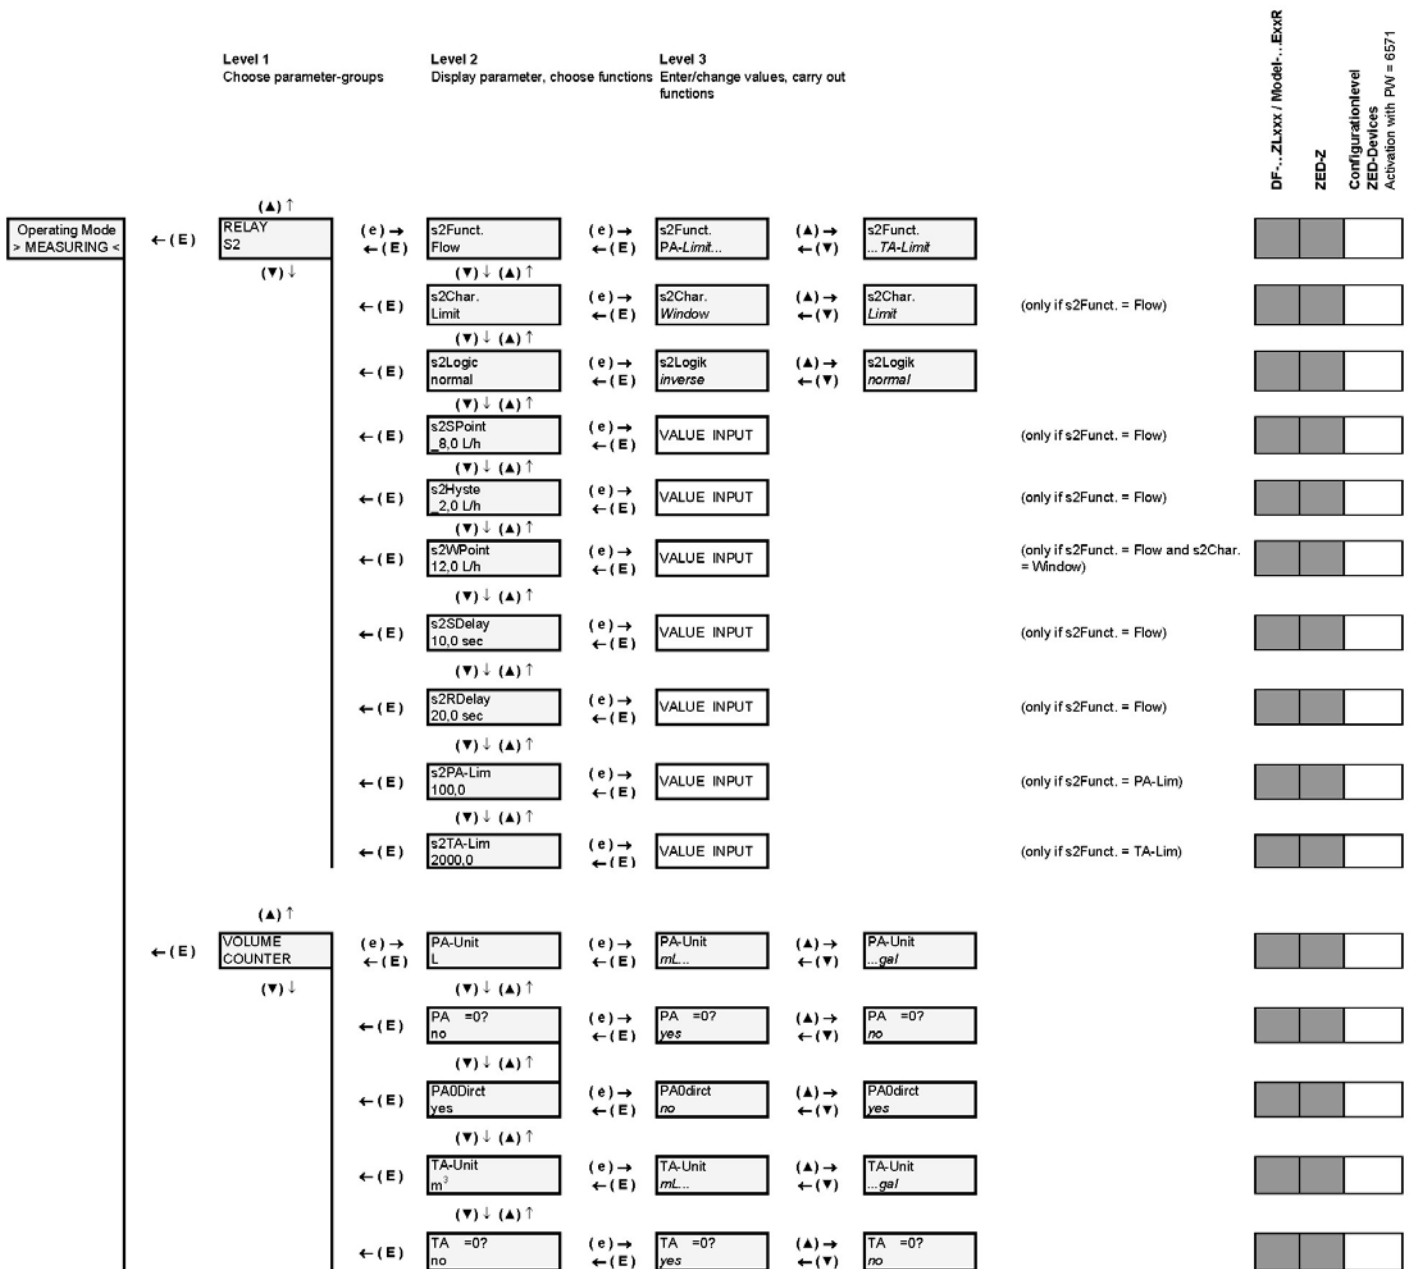 Level 1
Choose parameter-groups
Level 2
Display parameter, choose functions
Level 3
Enter/change values, carry out
functions
DF-...ZLxxx / Model-...ExxR
ZED-Z
Configurationlevel
ZED-Devices
Activation with PW = 6571
(▲) ↑
Operating Mode
> MEASURING <
← (E)
RELAY
S2
(▼) ↓
(e) →
← (E)
s2Funct.
Flow
(e) →
← (E)
s2Funct.
PA-Limit...
(▲) →
← (▼)
s2Funct.
...TA-Limit
(▼) ↓ (▲) ↑
← (E)
s2Char.
Limit
(e) →
← (E)
s2Char.
Window
(▲) →
← (▼)
s2Char.
Limit
(only if s2Funct. = Flow)
(▼) ↓ (▲) ↑
← (E)
s2Logic
normal
(e) →
← (E)
s2Logik
inverse
(▲) →
← (▼)
s2Logik
normal
(▼) ↓ (▲) ↑
← (E)
s2SPoint
_8,0 L/h
(e) →
← (E)
VALUE INPUT
(only if s2Funct. = Flow)
(▼) ↓ (▲) ↑
← (E)
s2Hyste
_2,0 L/h
(e) →
← (E)
VALUE INPUT
(only if s2Funct. = Flow)
(▼) ↓ (▲) ↑
← (E)
s2WPoint
12,0 L/h
(e) →
← (E)
VALUE INPUT
(only if s2Funct. = Flow and s2Char.
= Window)
(▼) ↓ (▲) ↑
← (E)
s2SDelay
10,0 sec
(e) →
← (E)
VALUE INPUT
(only if s2Funct. = Flow)
(▼) ↓ (▲) ↑
← (E)
s2RDelay
20,0 sec
(e) →
← (E)
VALUE INPUT
(only if s2Funct. = Flow)
(▼) ↓ (▲) ↑
← (E)
s2PA-Lim
100,0
(e) →
← (E)
VALUE INPUT
(only if s2Funct. = PA-Lim)
(▼) ↓ (▲) ↑
← (E)
s2TA-Lim
2000,0
(e) →
← (E)
VALUE INPUT
(only if s2Funct. = TA-Lim)
(▲) ↑
← (E)
VOLUME
COUNTER
(▼) ↓
(e) →
← (E)
PA-Unit
L
(e) →
← (E)
PA-Unit
mL...
(▲) →
← (▼)
PA-Unit
...gal
(▼) ↓ (▲) ↑
← (E)
PA =0?
no
(e) →
← (E)
PA =0?
yes
(▲) →
← (▼)
PA =0?
no
(▼) ↓ (▲) ↑
← (E)
PA0Dirct
yes
(e) →
← (E)
PA0dirct
no
(▲) →
← (▼)
PA0dirct
yes
(▼) ↓ (▲) ↑
← (E)
TA-Unit
m³
(e) →
← (E)
TA-Unit
mL...
(▲) →
← (▼)
TA-Unit
...gal
(▼) ↓ (▲) ↑
← (E)
TA =0?
no
(e) →
← (E)
TA =0?
yes
(▲) →
← (▼)
TA =0?
no